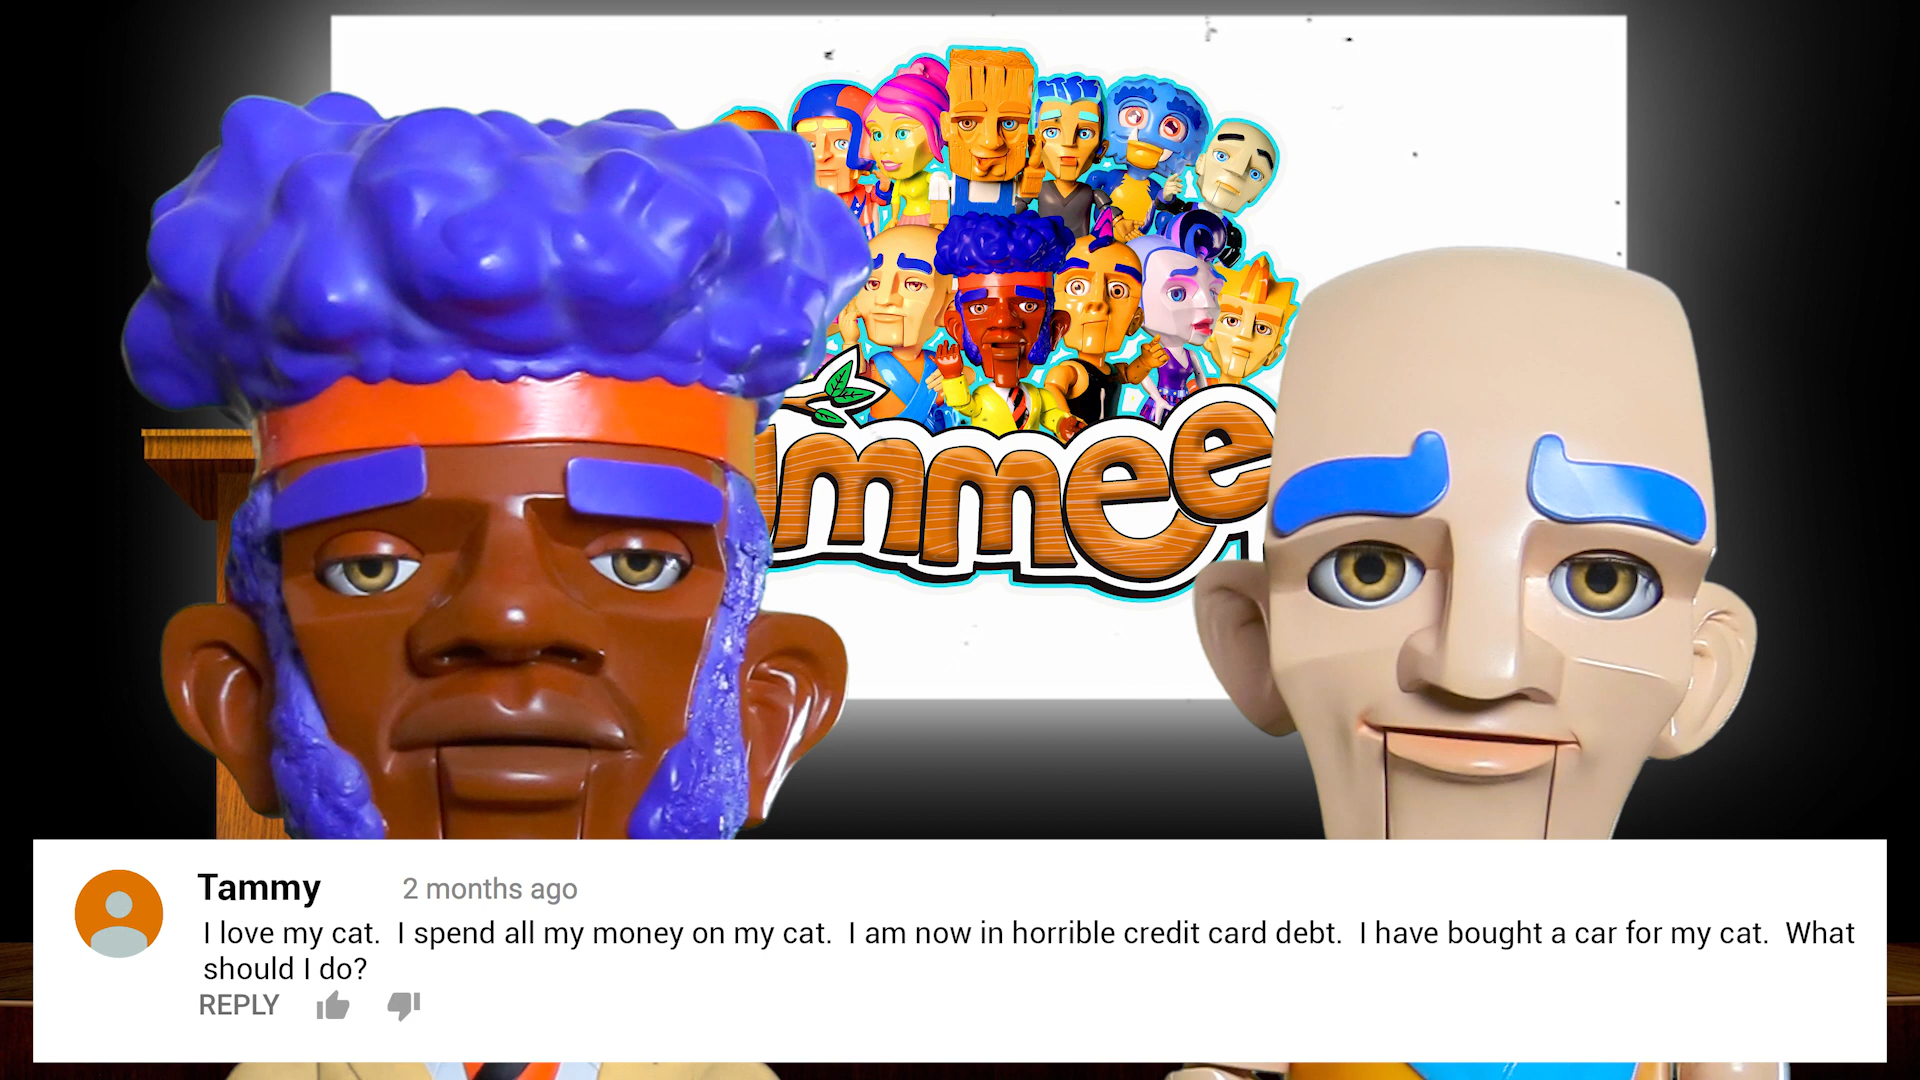 mmee
Tammy 2 months ago
I love my cat. I spend all my money on my cat. I am now in horrible credit card debt. I have bought a car for my cat. What
should I do?
REPLY